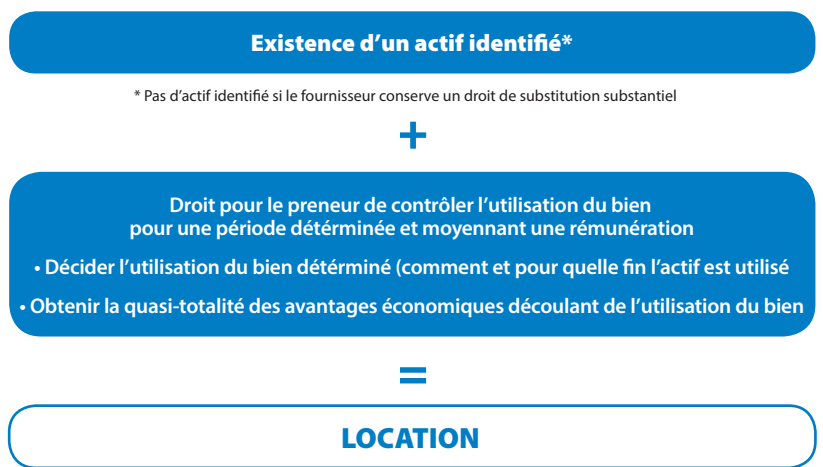 Existence d’un actif identifié*
* Pas d’actif identifié si le fournisseur conserve un droit de substitution substantiel
+
Droit pour le preneur de contrôler l’utilisation du bien
pour une période détérminée et moyennant une rémunération
• Décider l’utilisation du bien détérminé (comment et pour quelle fin l’actif est utilisé
• Obtenir la quasi-totalité des avantages économiques découlant de l’utilisation du bien
=
LOCATION